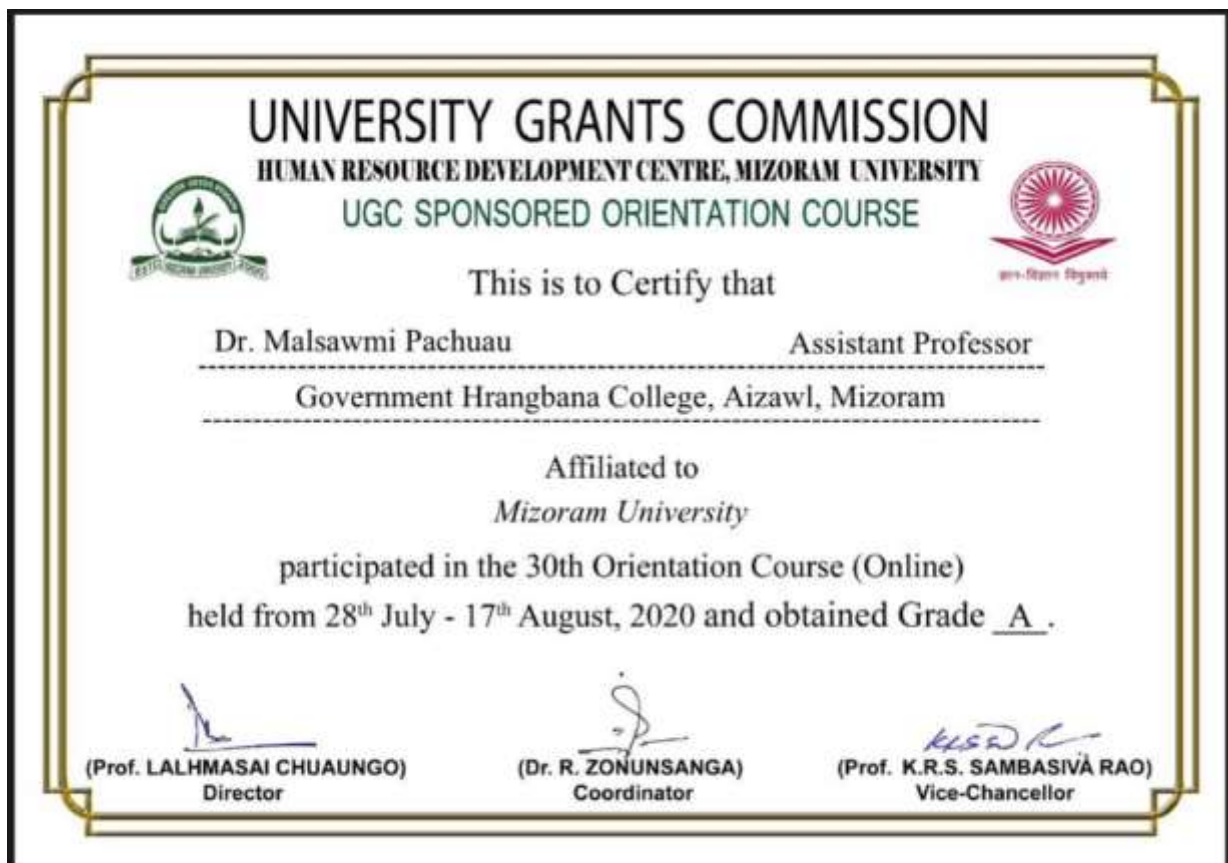 UNIVERSITY GRANTS COMMISSION
HUMAN RESOURCE DEVELOPMENT CENTRE, MIZORAM UNIVERSITY
UGC SPONSORED ORIENTATION COURSE
ज्ञान-विज्ञान विमुक्तये
This is to Certify that
Dr. Malsawmi Pachuau Assistant Professor
Government Hrangbana College, Aizawl, Mizoram
Affiliated to
Mizoram University
participated in the 30th Orientation Course (Online)
held from 28th July - 17th August, 2020 and obtained Grade A.
(Prof. LALHMASAI CHUAUNGO) (Dr. R. ZONUNSANGA) (Prof. K.R.S. SAMBASIVA RAO)
Director Coordinator Vice-Chancellor